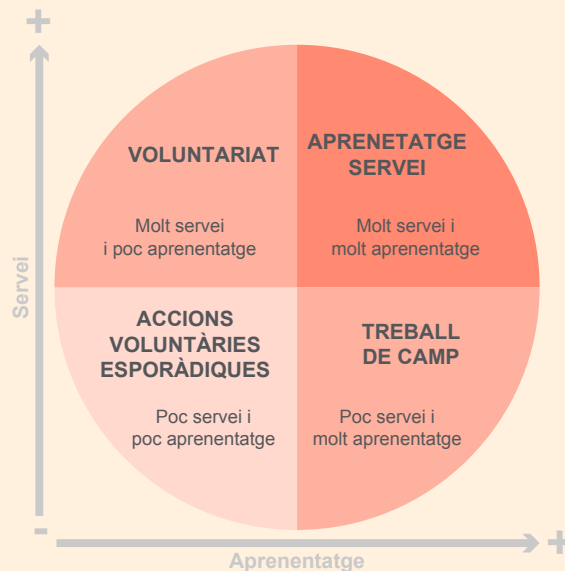 +
VOLUNTARIAT
Molt servei
i poc aprenentatge
APRENETATGE
SERVEI
Molt servei i
molt aprenentatge
Servei
ACCIONS
VOLUNTÀRIES
ESPORÀDIQUES
Poc servei i
poc aprenentatge
TREBALL
DE CAMP
Poc servei i
molt aprenentatge
-
+
Aprenentatge